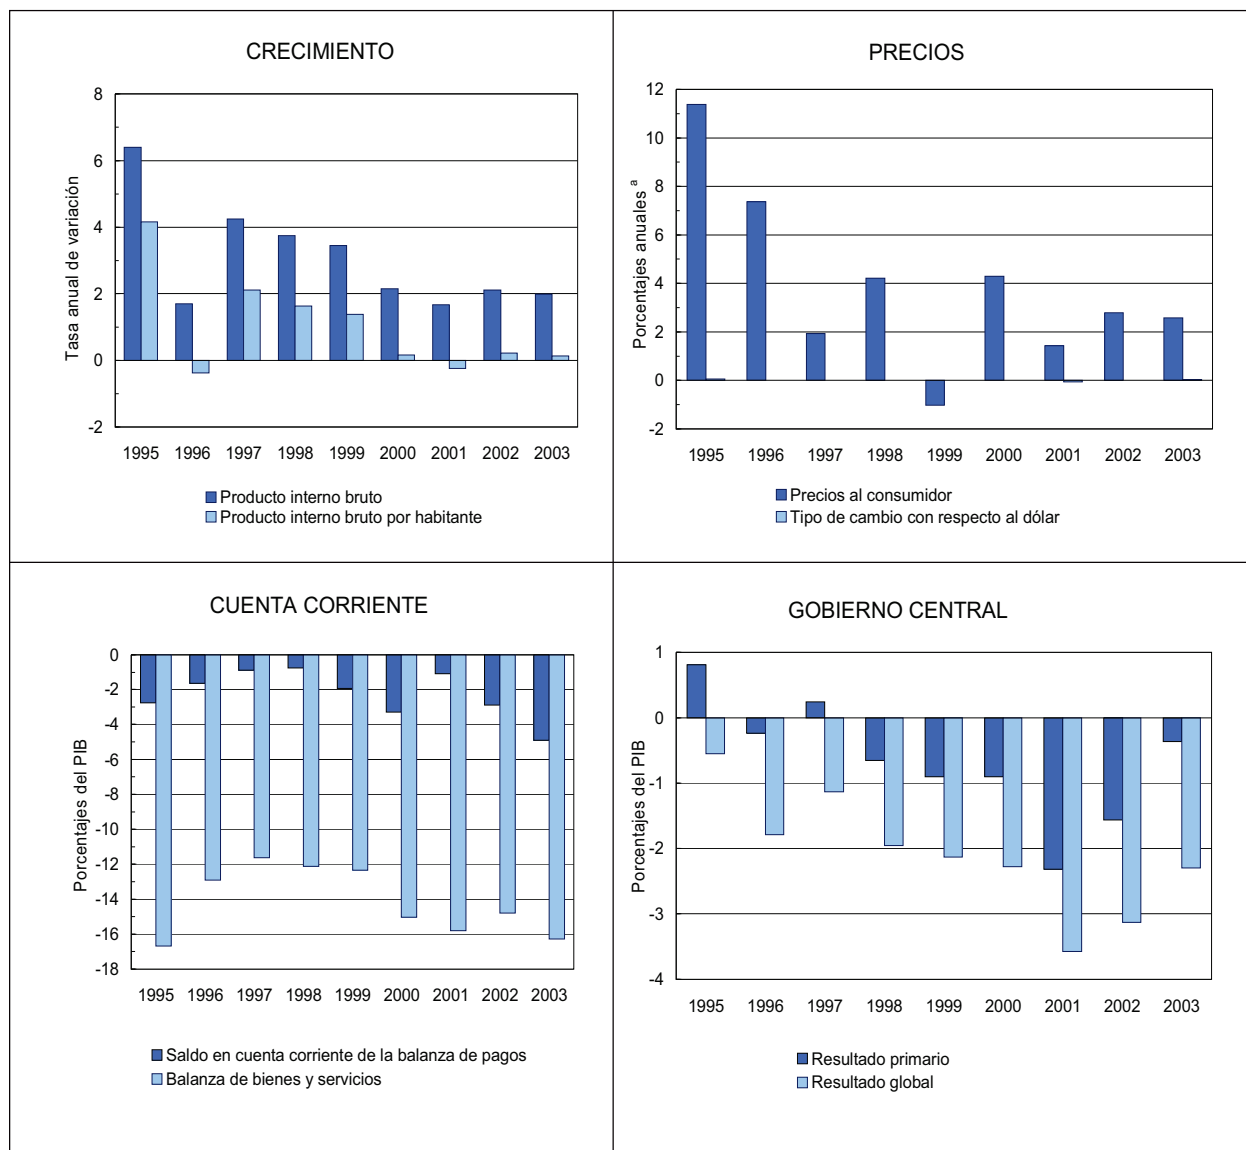 CRECIMIENTO
Tasa anual de variación
8
6
4
2
0
-2
1995 1996 1997 1998 1999 2000 2001 2002 2003
Producto interno bruto
Producto interno bruto por habitante
PRECIOS
Porcentajes anuales ª
12
10
8
6
4
2
0
-2
1995 1996 1997 1998 1999 2000 2001 2002 2003
Precios al consumidor
Tipo de cambio con respecto al dólar
CUENTA CORRIENTE
Porcentajes del PIB
0
-2
-4
-6
-8
-10
-12
-14
-16
-18
1995 1996 1997 1998 1999 2000 2001 2002 2003
Saldo en cuenta corriente de la balanza de pagos
Balanza de bienes y servicios
GOBIERNO CENTRAL
Porcentajes del PIB
1
0
-1
-2
-3
-4
1995 1996 1997 1998 1999 2000 2001 2002 2003
Resultado primario
Resultado global